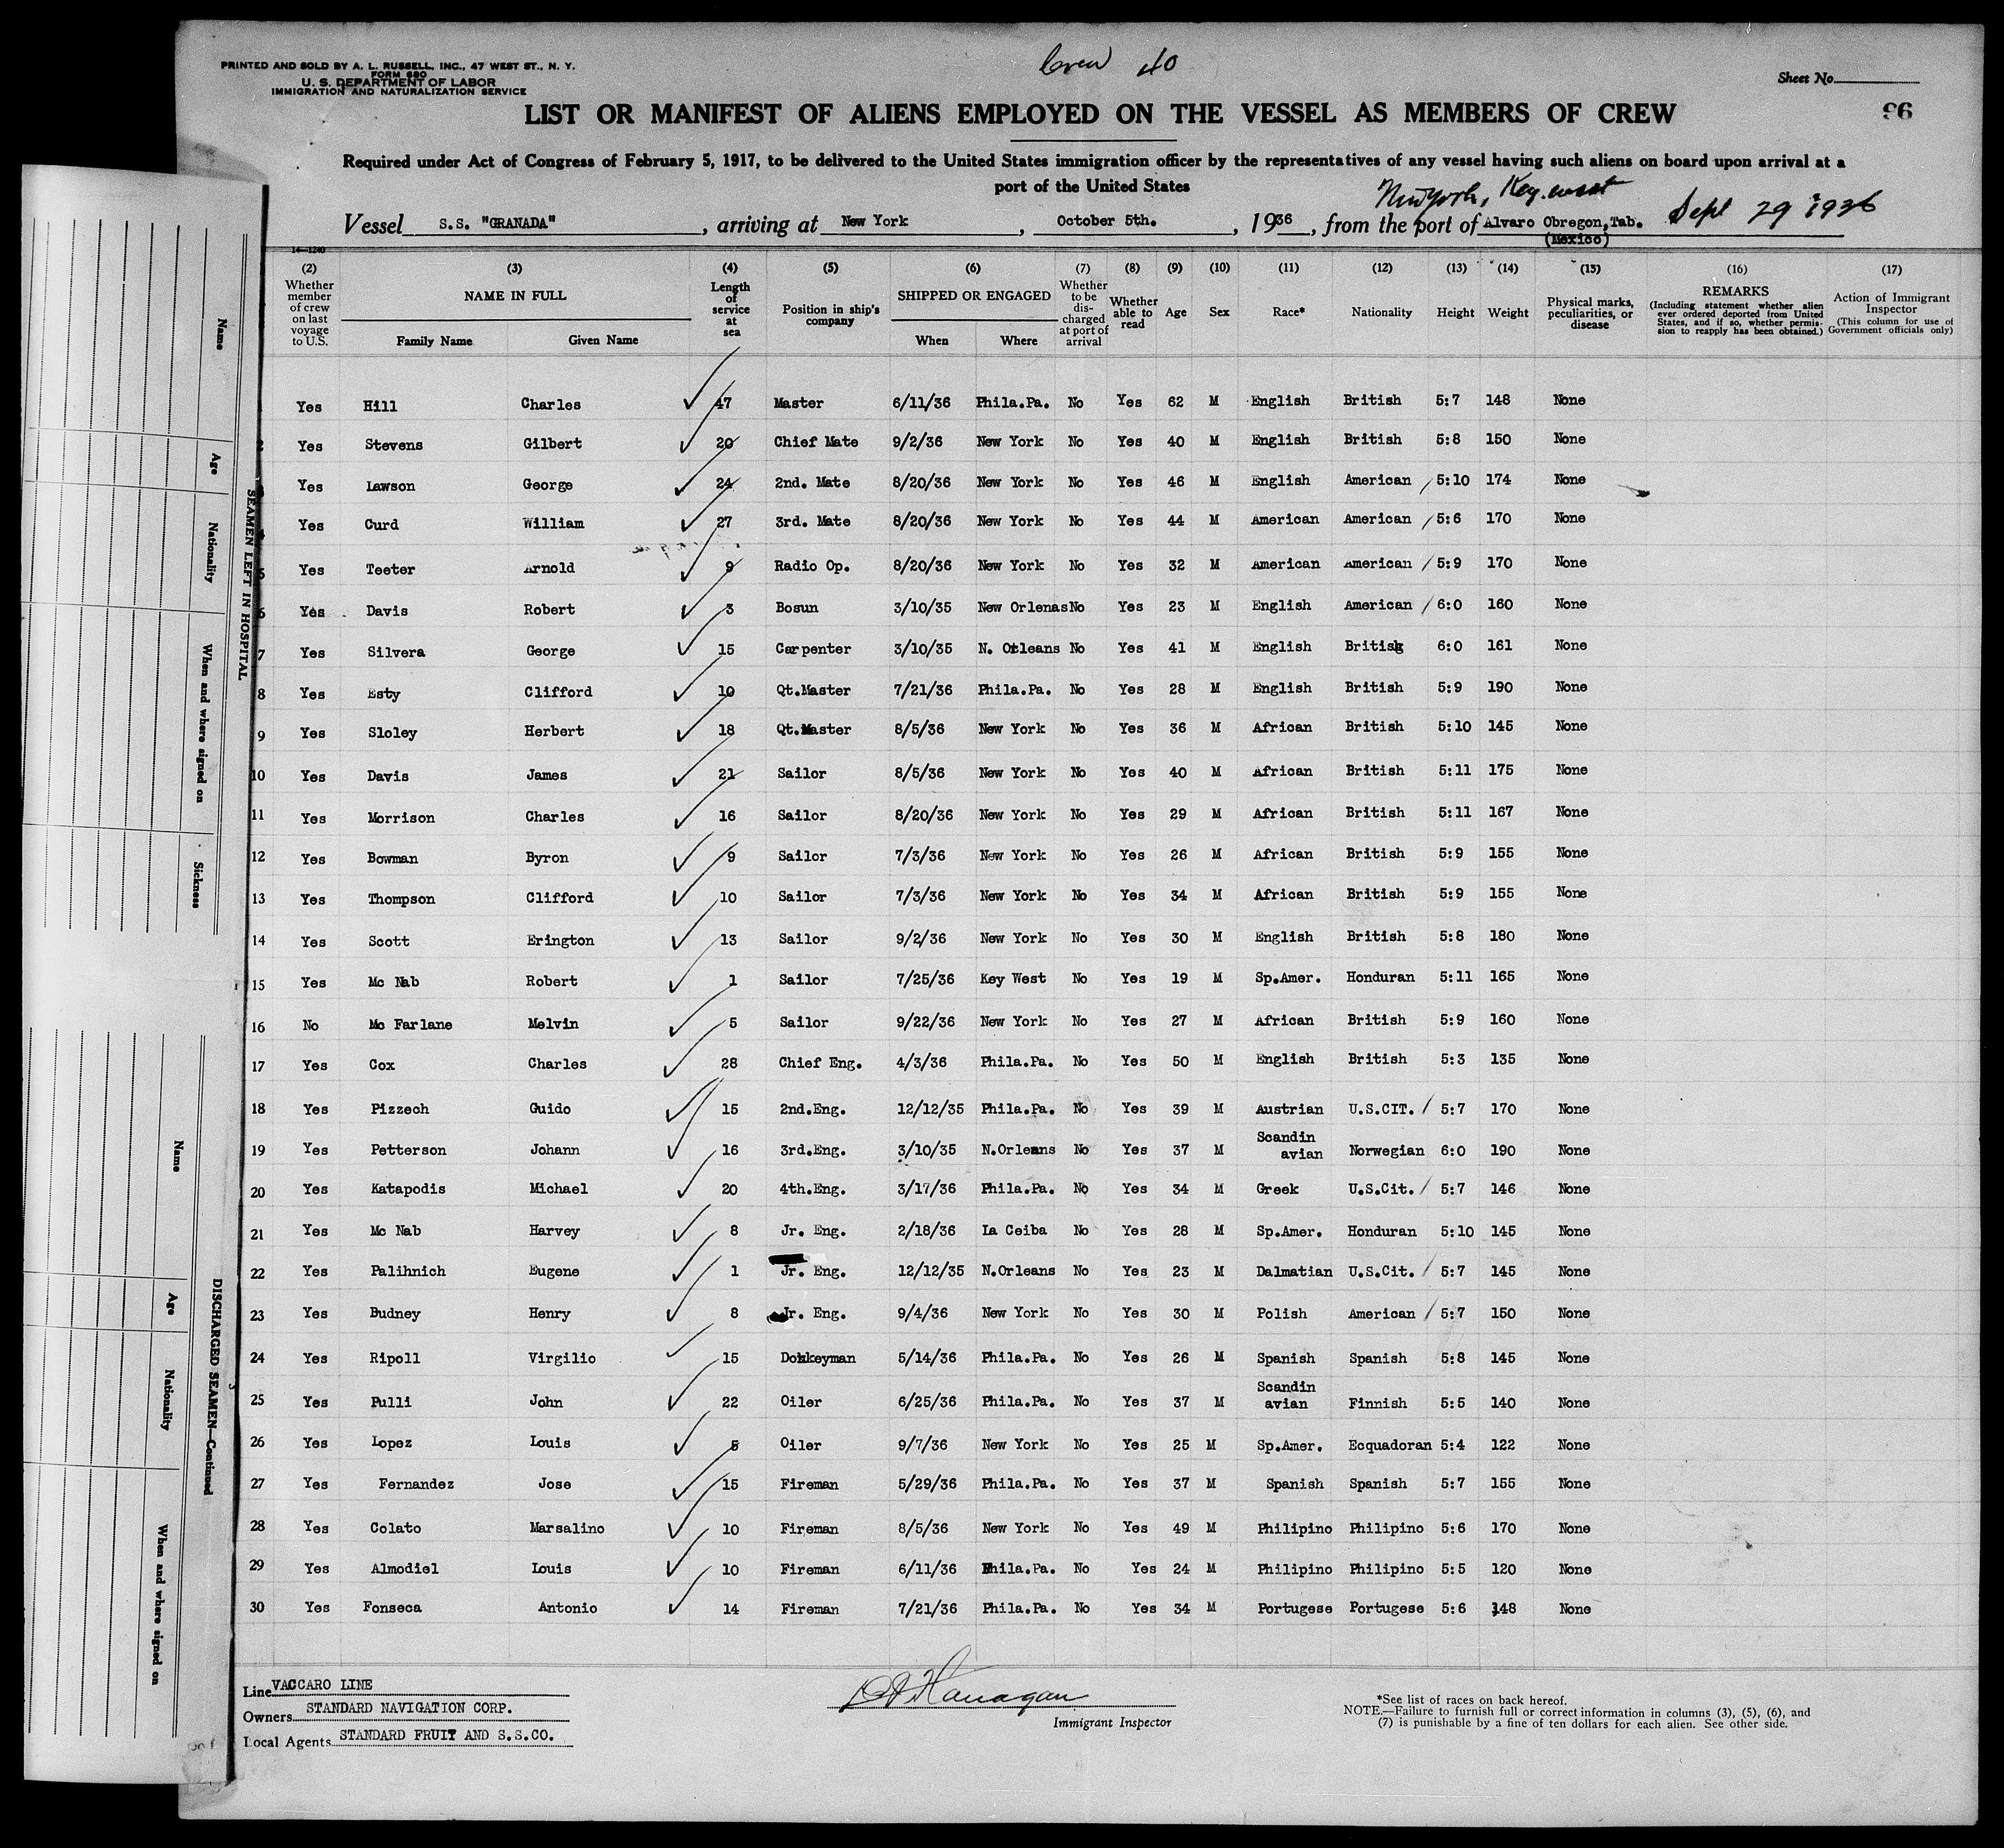 PRINTED AND SOLD BY A. L. RUSSELL, INC., 47 WEST ST., N. Y.
FORM 680
U. S. DEPARTMENT OF LABOR
IMMIGRATION AND NATURALIZATION SERVICE
Crew 40
Sheet No.
96
LIST OR MANIFEST OF ALIENS EMPLOYED ON THE VESSEL AS MEMBERS OF CREW
Required under Act of Congress of February 5, 1917, to be delivered to the United States immigration officer by the representatives of any vessel having such aliens on board upon arrival at a
port of the United States
New York, Key west
Vessel S.S. "GRANADA", arriving at New York, October 5th., 1936, from the port of Alvaro Obregon, Tab. Sept 29 1936
(Mexico)
14—1240
(2) (3) (4) (5) (6) (7) (8) (9) (10) (11) (12) (13) (14) (15) (16) (17)
Whether member of crew on last voyage to U.S.
NAME IN FULL
Family Name Given Name
Length of service at sea
Position in ship's company
SHIPPED OR ENGAGED
When Where
Whether to be discharged at port of arrival
Whether able to read
Age
Sex
Race*
Nationality
Height
Weight
Physical marks, peculiarities, or disease
REMARKS
(Including statement whether alien ever ordered deported from United States, and if so, whether permission to reapply has been obtained.)
Action of Immigrant Inspector
(This column for use of Government officials only)
Yes Hill Charles 47 Master 6/11/36 Phila.Pa. No Yes 62 M English British 5:7 148 None
2 Yes Stevens Gilbert 20 Chief Mate 9/2/36 New York No Yes 40 M English British 5:8 150 None
3 Yes Lawson George 24 2nd. Mate 8/20/36 New York No Yes 46 M English American 5:10 174 None
4 Yes Curd William 27 3rd. Mate 8/20/36 New York No Yes 44 M American American 5:6 170 None
5 Yes Teeter Arnold 9 Radio Op. 8/20/36 New York No Yes 32 M American American 5:9 170 None
6 Yes Davis Robert 3 Bosun 3/10/35 New Orlenas No Yes 23 M English American 6:0 160 None
7 Yes Silvera George 15 Carpenter 3/10/35 N. Orleans No Yes 41 M English British 6:0 161 None
8 Yes Esty Clifford 10 Qt.Master 7/21/36 Phila.Pa. No Yes 28 M English British 5:9 190 None
9 Yes Sloley Herbert 18 Qt.Master 8/5/36 New York No Yes 36 M African British 5:10 145 None
10 Yes Davis James 21 Sailor 8/5/36 New York No Yes 40 M African British 5:11 175 None
11 Yes Morrison Charles 16 Sailor 8/20/36 New York No Yes 29 M African British 5:11 167 None
12 Yes Bowman Byron 9 Sailor 7/3/36 New York No Yes 26 M African British 5:9 155 None
13 Yes Thompson Clifford 10 Sailor 7/3/36 New York No Yes 34 M African British 5:9 155 None
14 Yes Scott Erington 13 Sailor 9/2/36 New York No Yes 30 M English British 5:8 180 None
15 Yes Mc Nab Robert 1 Sailor 7/25/36 Key West No Yes 19 M Sp.Amer. Honduran 5:11 165 None
16 No Mc Farlane Melvin 5 Sailor 9/22/36 New York No Yes 27 M African British 5:9 160 None
17 Yes Cox Charles 28 Chief Eng. 4/3/36 Phila.Pa. No Yes 50 M English British 5:3 135 None
18 Yes Pizzech Guido 15 2nd.Eng. 12/12/35 Phila.Pa. No Yes 39 M Austrian U.S.CIT. 5:7 170 None
19 Yes Petterson Johann 16 3rd.Eng. 3/10/35 N.Orleans No Yes 37 M Scandin avian Norwegian 6:0 190 None
20 Yes Katapodis Michael 20 4th.Eng. 3/17/36 Phila.Pa. No Yes 34 M Greek U.S.Cit. 5:7 146 None
21 Yes Mc Nab Harvey 8 Jr. Eng. 2/18/36 La Ceiba No Yes 28 M Sp.Amer. Honduran 5:10 145 None
22 Yes Palihnich Eugene 1 Jr. Eng. 12/12/35 N.Orleans No Yes 23 M Dalmatian U.S.Cit. 5:7 145 None
23 Yes Budney Henry 8 Jr. Eng. 9/4/36 New York No Yes 30 M Polish American 5:7 150 None
24 Yes Ripoll Virgilio 15 Donkeyman 5/14/36 Phila.Pa. No Yes 26 M Spanish Spanish 5:8 145 None
25 Yes Pulli John 22 Oiler 6/25/36 Phila.Pa. No Yes 37 M Scandin avian Finnish 5:5 140 None
26 Yes Lopez Louis 5 Oiler 9/7/36 New York No Yes 25 M Sp.Amer. Ecquadoran 5:4 122 None
27 Yes Fernandez Jose 15 Fireman 5/29/36 Phila.Pa. No Yes 37 M Spanish Spanish 5:7 155 None
28 Yes Colato Marsalino 10 Fireman 8/5/36 New York No Yes 49 M Philipino Philipino 5:6 170 None
29 Yes Almodiel Louis 10 Fireman 6/11/36 Phila.Pa. No Yes 24 M Philipino Philipino 5:5 120 None
30 Yes Fonseca Antonio 14 Fireman 7/21/36 Phila.Pa. No Yes 34 M Portugese Portugese 5:6 148 None
Line VACCARO LINE
Owners STANDARD NAVIGATION CORP.
Local Agents STANDARD FRUIT AND S.S.CO.
Flanagan
Immigrant Inspector
*See list of races on back hereof.
NOTE.—Failure to furnish full or correct information in columns (3), (5), (6), and
(7) is punishable by a fine of ten dollars for each alien. See other side.
SEAMEN LEFT IN HOSPITAL
Name Age Nationality When and where signed on Sickness
DISCHARGED SEAMEN—Continued
Name Age Nationality When and where signed on